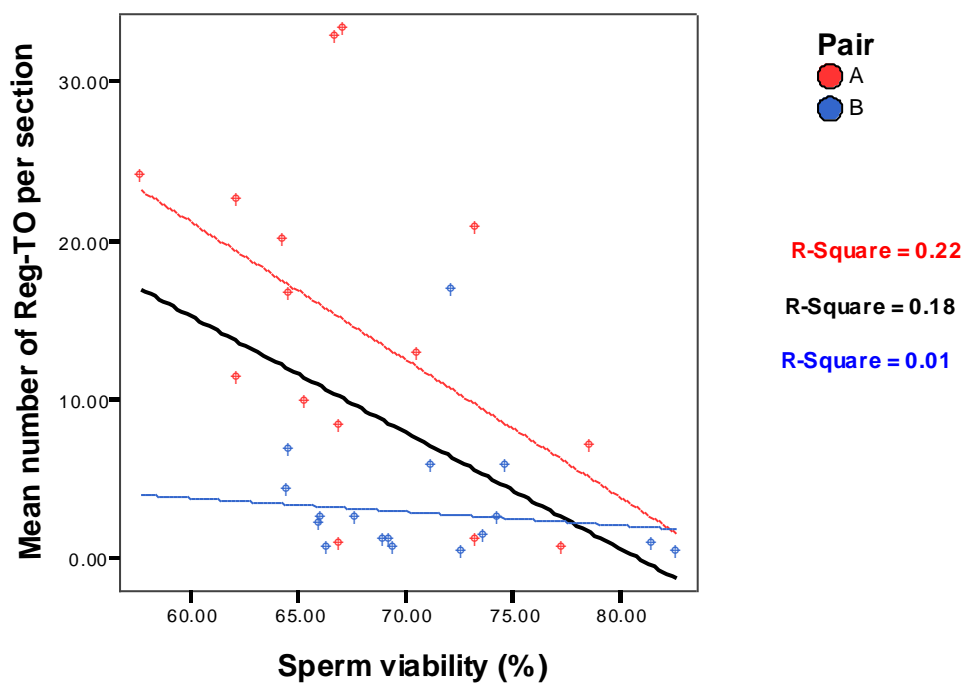 Mean number of Reg-TO per section
30.00
20.00
10.00
0.00
60.00
65.00
70.00
75.00
80.00
Sperm viability (%)
Pair
A
B
R-Square = 0.22
R-Square = 0.18
R-Square = 0.01